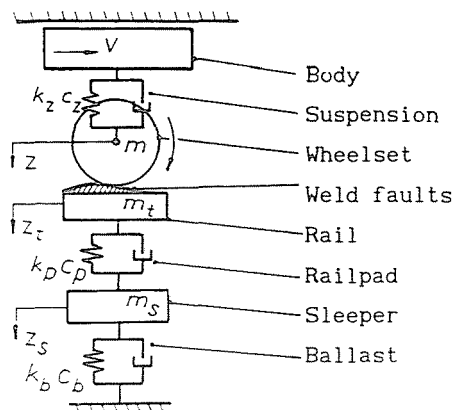 V
Body
k_z c_z
Suspension
m
Wheelset
z
Weld faults
m_t
z_t
Rail
k_p c_p
Railpad
m_s
Sleeper
z_s
Ballast
k_b c_b